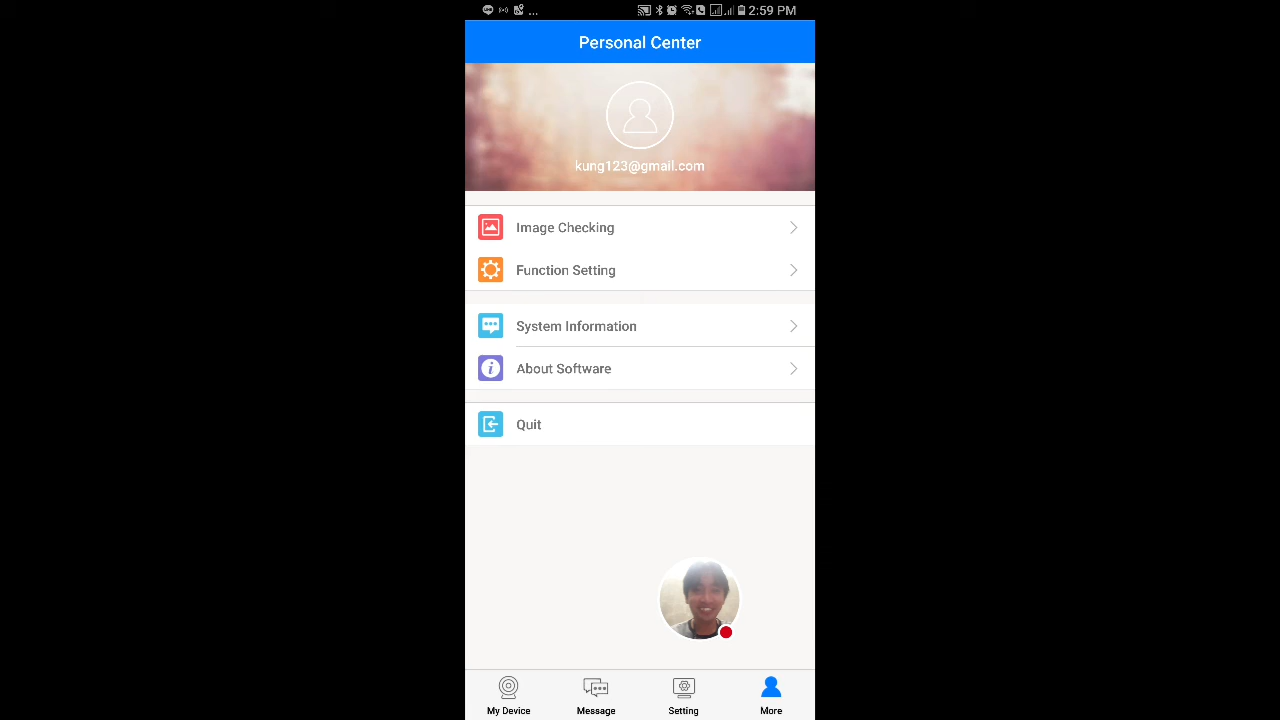 ... 2:59 PM
Personal Center
kung123@gmail.com
Image Checking
Function Setting
System Information
About Software
Quit
My Device Message Setting More